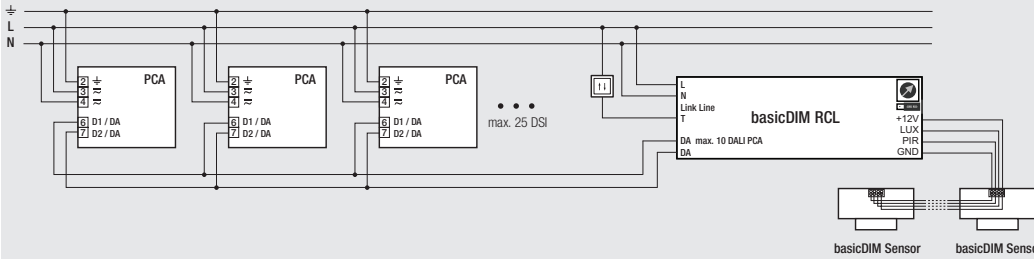 L
N
PCA
2
3
4
6 D1 / DA
7 D2 / DA
PCA
2
3
4
6 D1 / DA
7 D2 / DA
PCA
2
3
4
6 D1 / DA
7 D2 / DA
max. 25 DSI
L
N
Link Line
T
DA max. 10 DALI PCA
DA
basicDIM RCL
+12V
LUX
PIR
GND
basicDIM Sensor
basicDIM Senso